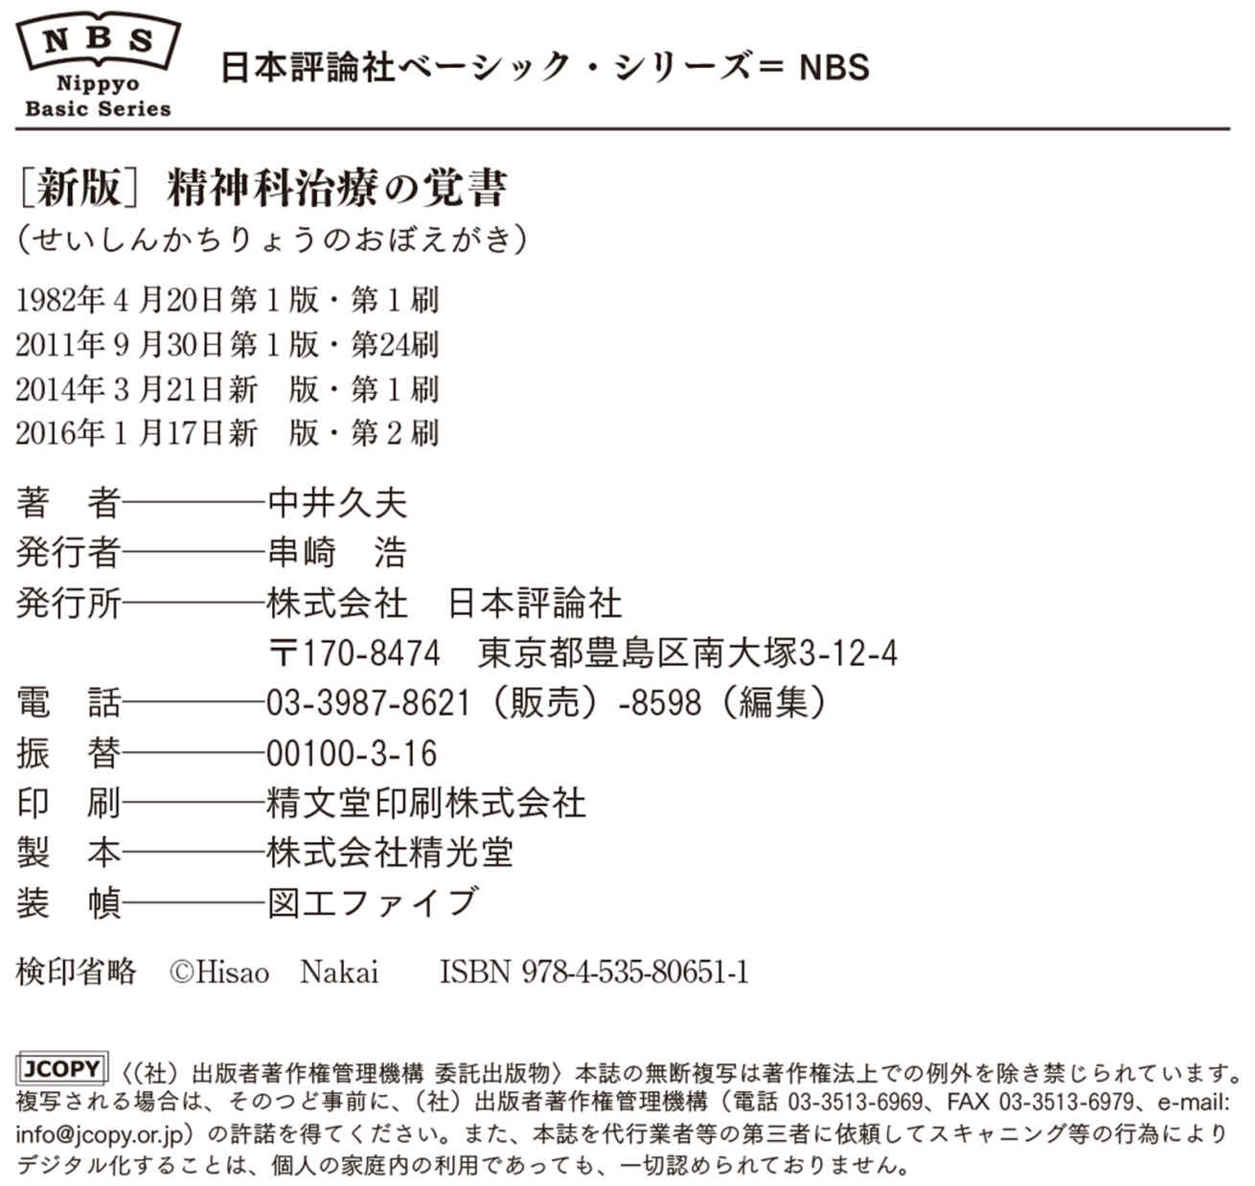 NBS
Nippyo
Basic Series
日本評論社ベーシック・シリーズ＝NBS
［新版］精神科治療の覚書
（せいしんかちりょうのおぼえがき）
1982年4月20日第1版・第1刷
2011年9月30日第1版・第24刷
2014年3月21日新　版・第1刷
2016年1月17日新　版・第2刷
著　者────中井久夫
発行者────串崎　浩
発行所────株式会社　日本評論社
〒170-8474　東京都豊島区南大塚3-12-4
電　話────03-3987-8621（販売）-8598（編集）
振　替────00100-3-16
印　刷────精文堂印刷株式会社
製　本────株式会社精光堂
装　幀────図工ファイブ
検印省略　©Hisao　Nakai　　ISBN 978-4-535-80651-1
JCOPY〈（社）出版者著作権管理機構 委託出版物〉本誌の無断複写は著作権法上での例外を除き禁じられています。
複写される場合は、そのつど事前に、（社）出版者著作権管理機構（電話 03-3513-6969、FAX 03-3513-6979、e-mail:
info@jcopy.or.jp）の許諾を得てください。また、本誌を代行業者等の第三者に依頼してスキャニング等の行為により
デジタル化することは、個人の家庭内の利用であっても、一切認められておりません。